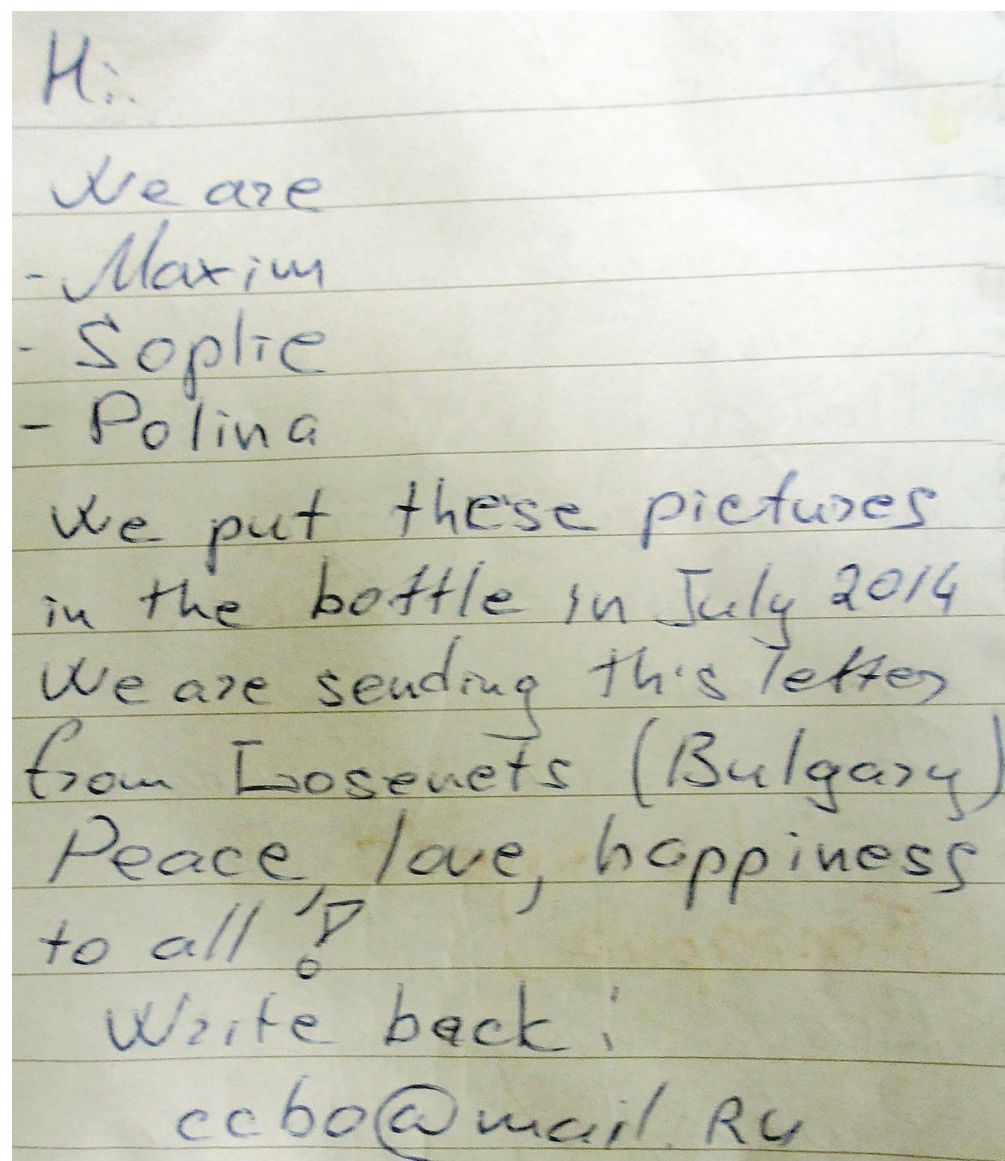 Hi:
We are
- Maxim
- Sophie
- Polina
We put these pictures
in the bottle in July 2014
We are sending this letter
from Losenets (Bulgary)
Peace, love, happiness
to all!
Write back:
ccbo@mail.Ru